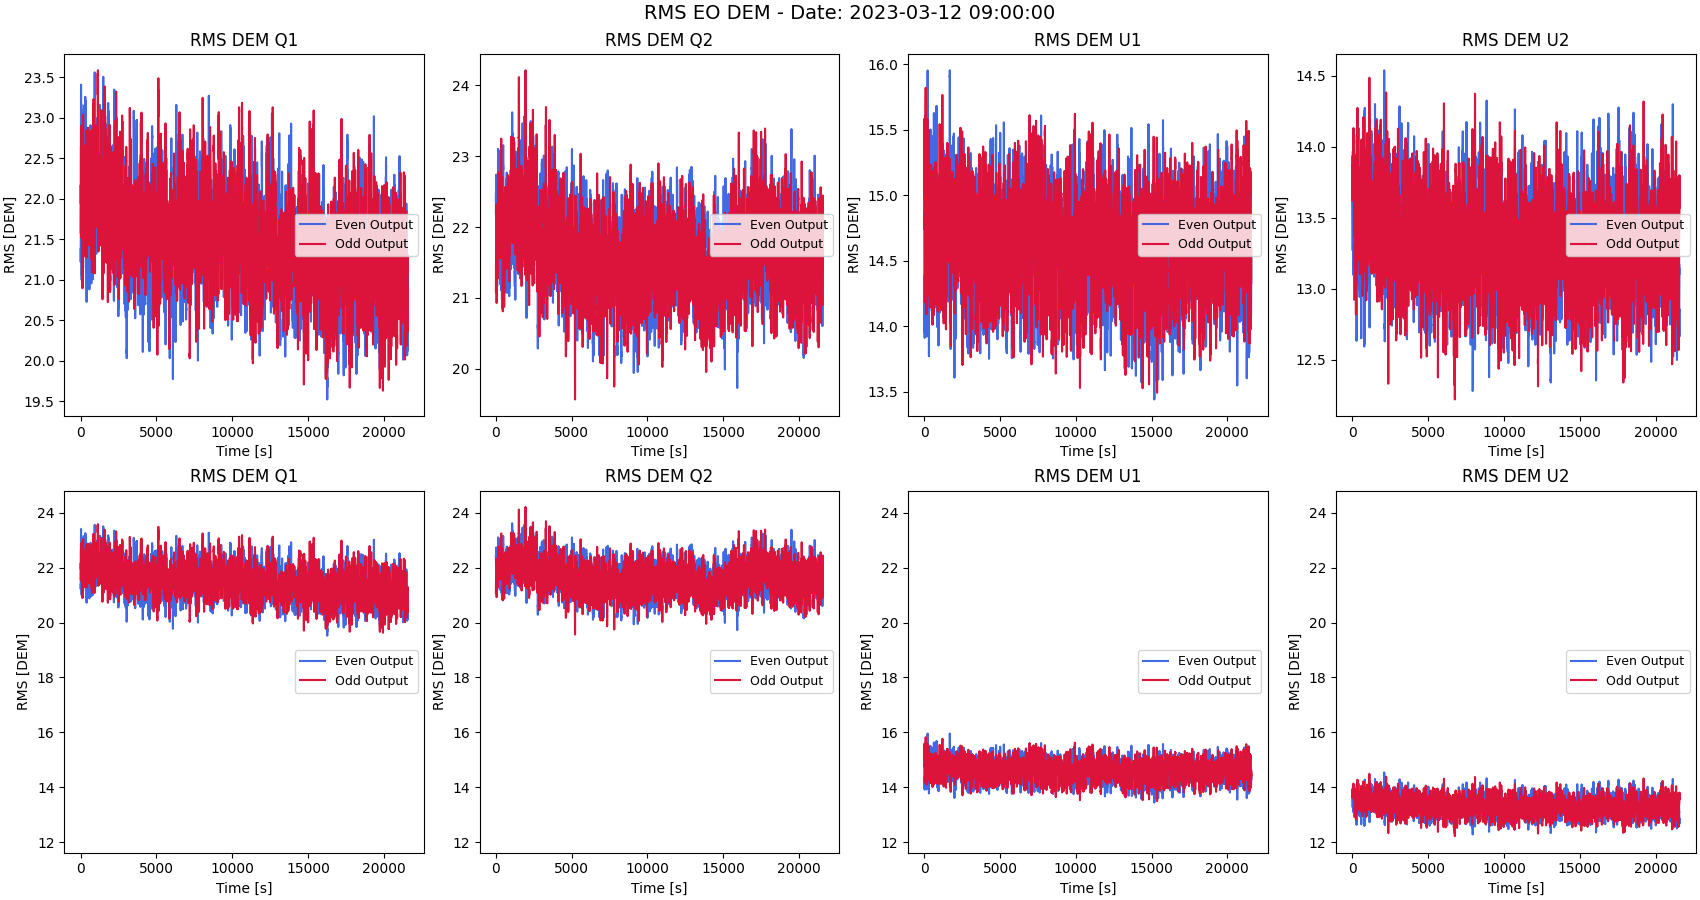 RMS EO DEM - Date: 2023-03-12 09:00:00
RMS DEM Q1
RMS [DEM]
23.5
23.0
22.5
22.0
21.5
21.0
20.5
20.0
19.5
Even Output
Odd Output
0 5000 10000 15000 20000
Time [s]
RMS DEM Q2
RMS [DEM]
24
23
22
21
20
Even Output
Odd Output
0 5000 10000 15000 20000
Time [s]
RMS DEM U1
RMS [DEM]
16.0
15.5
15.0
14.5
14.0
13.5
Even Output
Odd Output
0 5000 10000 15000 20000
Time [s]
RMS DEM U2
RMS [DEM]
14.5
14.0
13.5
13.0
12.5
Even Output
Odd Output
0 5000 10000 15000 20000
Time [s]
RMS DEM Q1
RMS [DEM]
24
22
20
18
16
14
12
Even Output
Odd Output
0 5000 10000 15000 20000
Time [s]
RMS DEM Q2
RMS [DEM]
24
22
20
18
16
14
12
Even Output
Odd Output
0 5000 10000 15000 20000
Time [s]
RMS DEM U1
RMS [DEM]
24
22
20
18
16
14
12
Even Output
Odd Output
0 5000 10000 15000 20000
Time [s]
RMS DEM U2
RMS [DEM]
24
22
20
18
16
14
12
Even Output
Odd Output
0 5000 10000 15000 20000
Time [s]